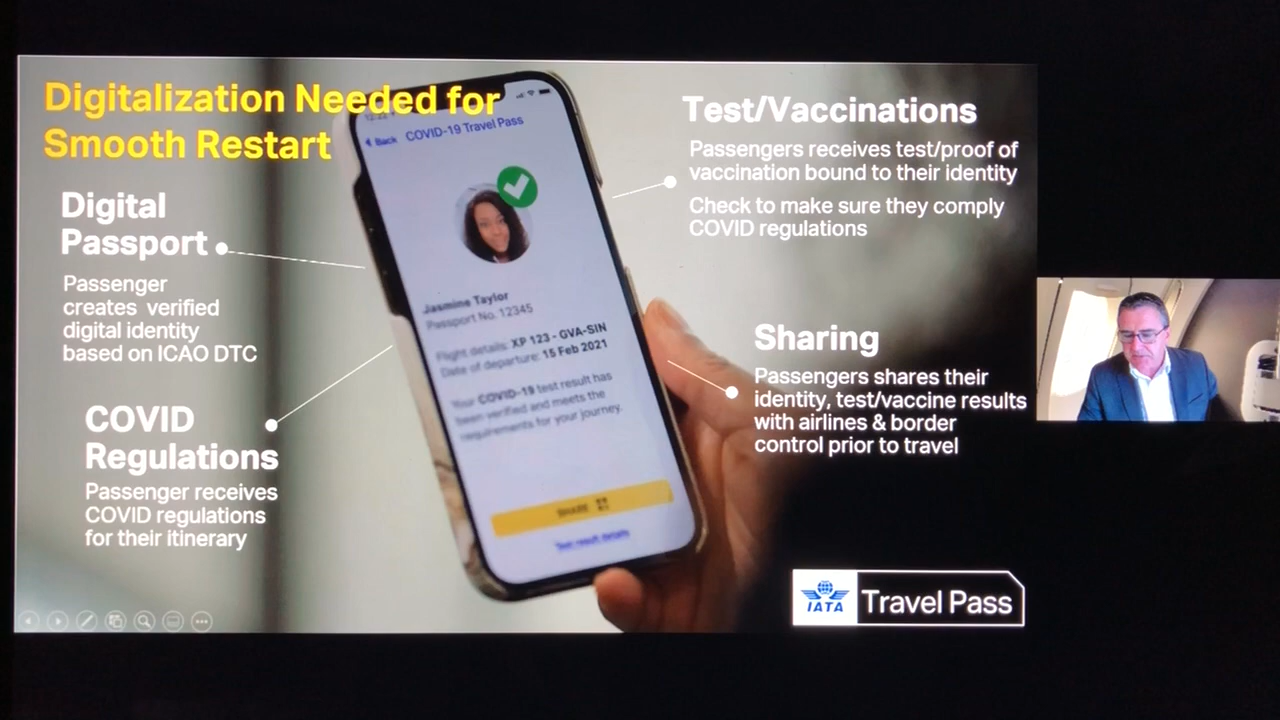 Digitalization Needed for
Smooth Restart
Digital
Passport
Passenger
creates verified
digital identity
based on ICAO DTC
COVID
Regulations
Passenger receives
COVID regulations
for their itinerary
Back COVID-19 Travel Pass
Jasmine Taylor
Passport No. 12345
Flight details: XP 123 - GVA-SIN
Date of departure: 15 Feb 2021
Your COVID-19 test result has
been verified and meets the
requirements for your journey.
SHARE
Test result details
Test/Vaccinations
Passengers receives test/proof of
vaccination bound to their identity
Check to make sure they comply
COVID regulations
Sharing
Passengers shares their
identity, test/vaccine results
with airlines & border
control prior to travel
IATA Travel Pass